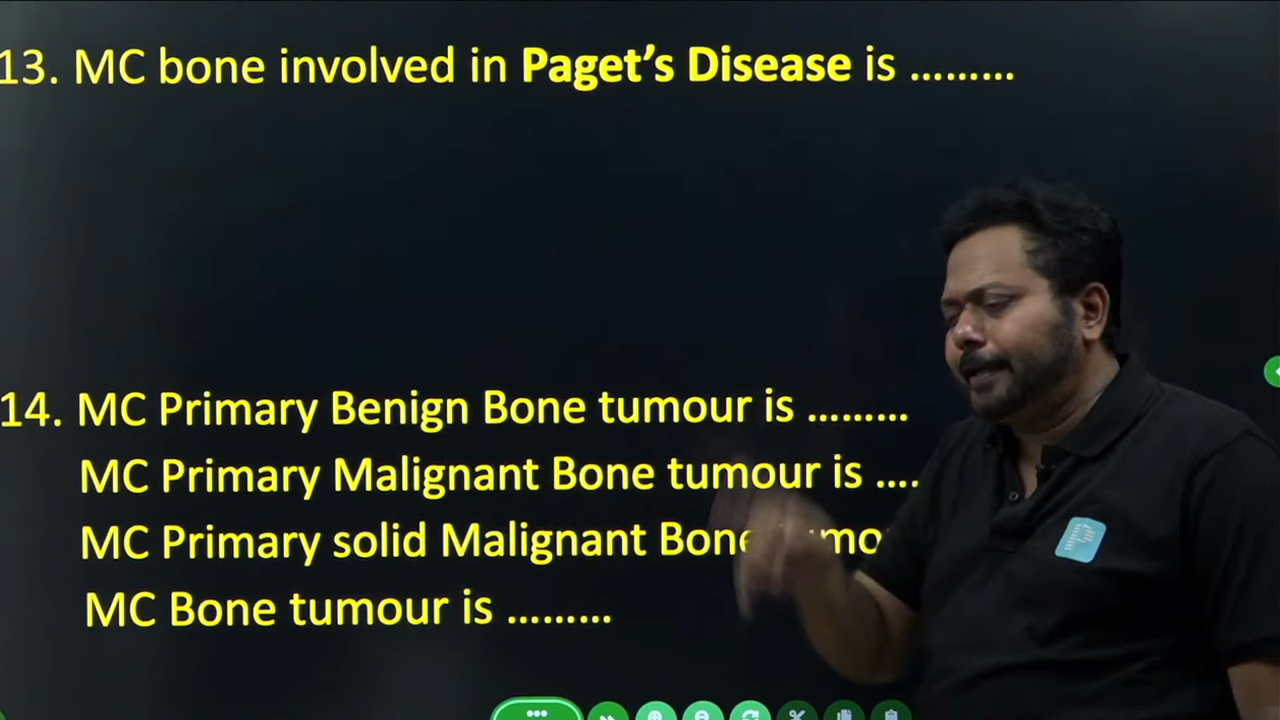 13. MC bone involved in Paget's Disease is .........
14. MC Primary Benign Bone tumour is .........
MC Primary Malignant Bone tumour is ....
MC Primary solid Malignant Bone
MC Bone tumour is .........